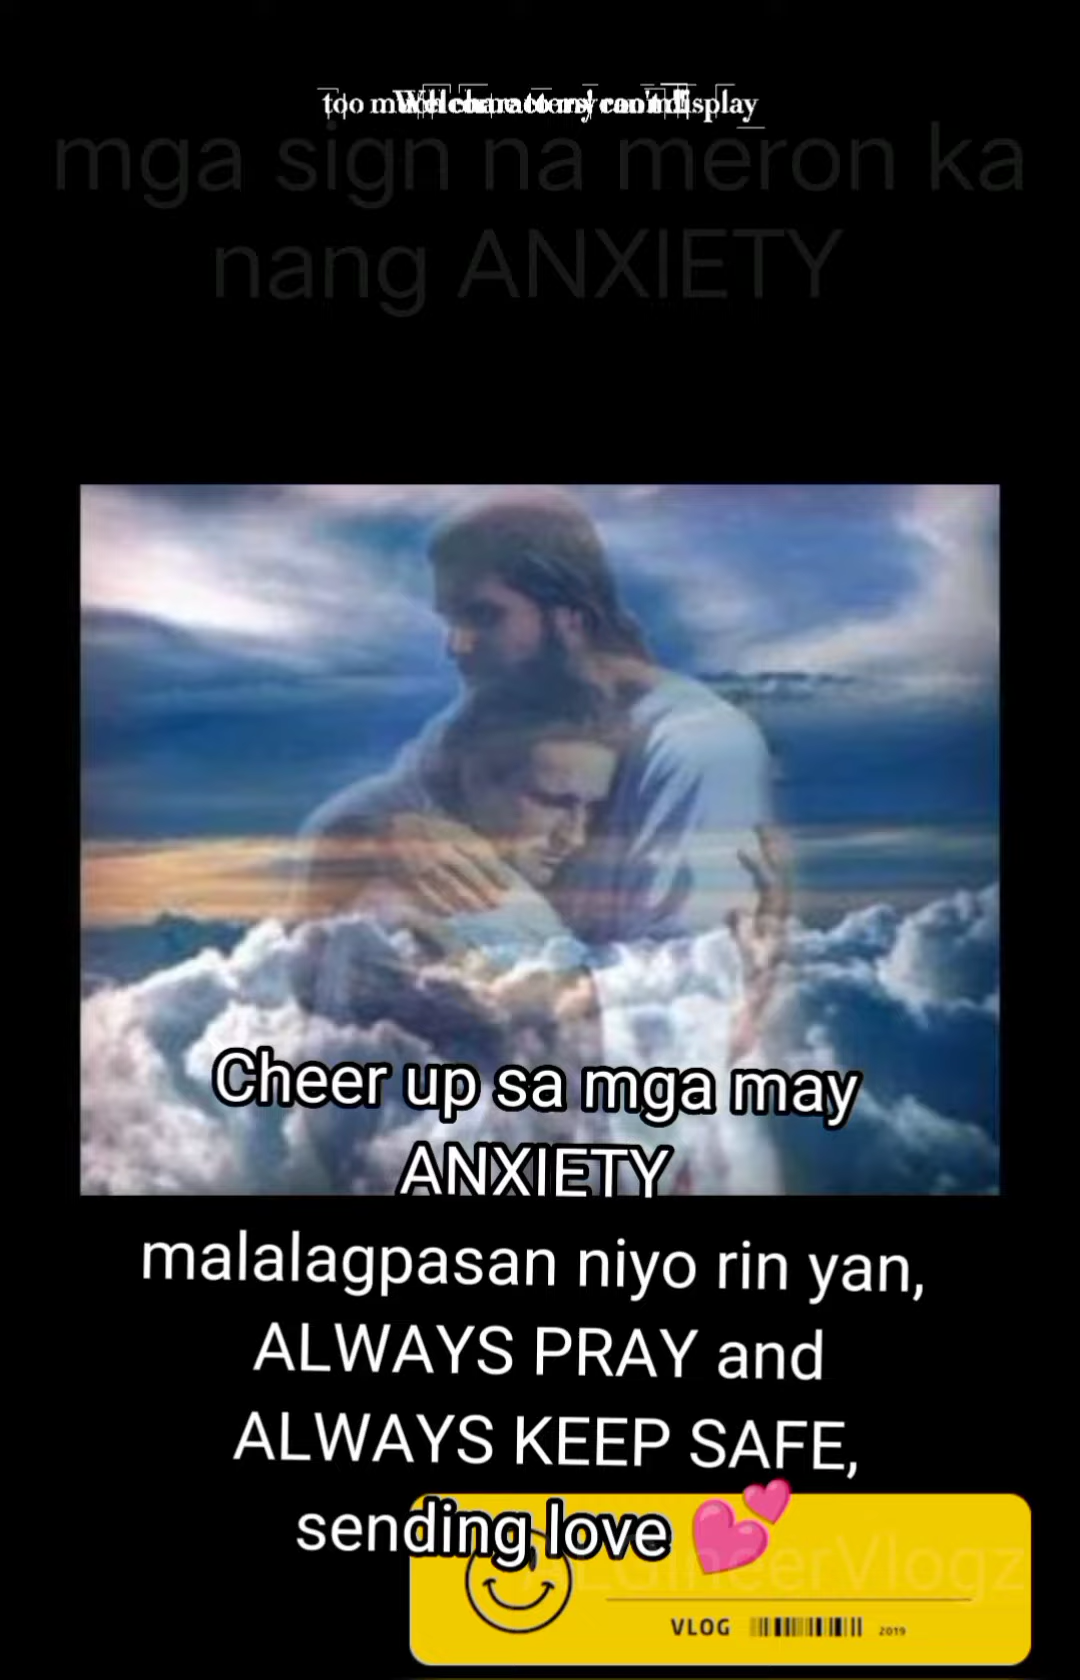 mga sign na meron ka
nang ANXIETY
Cheer up sa mga may
ANXIETY
malalagpasan niyo rin yan,
ALWAYS PRAY and
ALWAYS KEEP SAFE,
sending love 💕
VLOG
2019